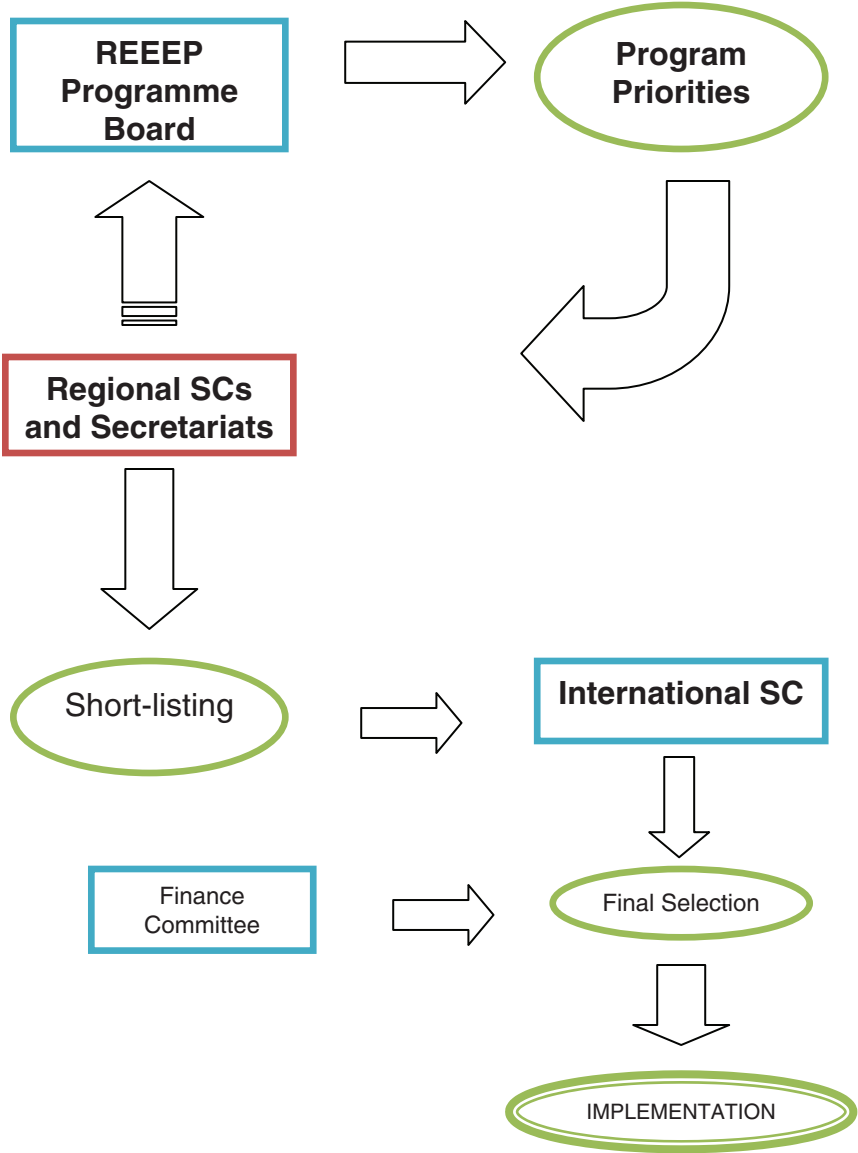 REEEP
Programme
Board
Program
Priorities
Regional SCs
and Secretariats
Short-listing
International SC
Finance
Committee
Final Selection
IMPLEMENTATION